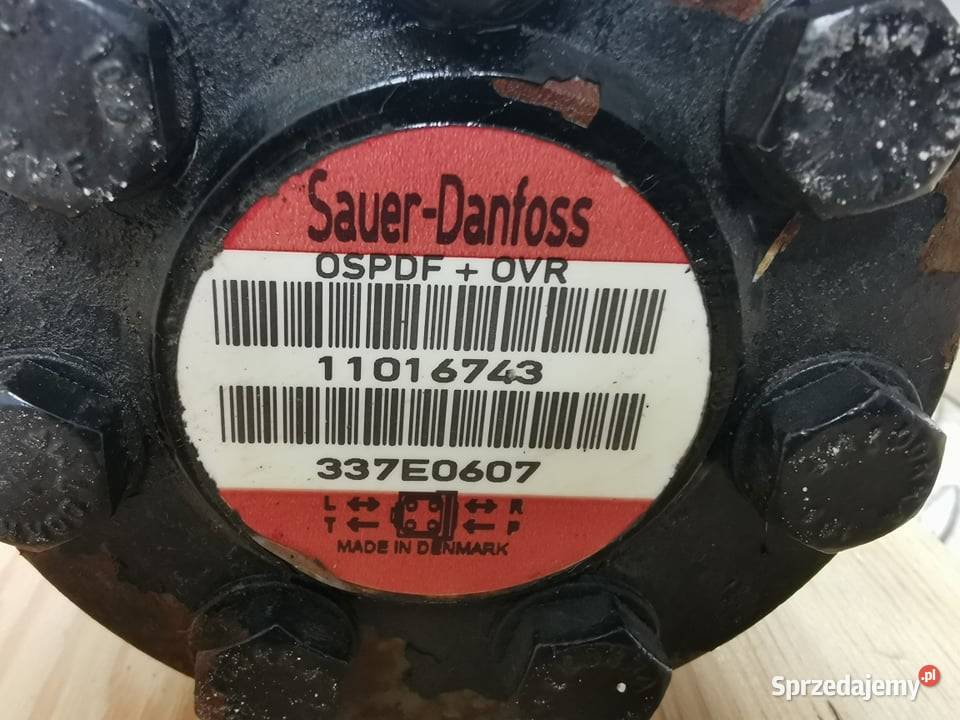 Sauer-Danfoss
OSPDF + OVR
11016743
337E0607
L R
T P
MADE IN DENMARK
Sprzedajemy.pl